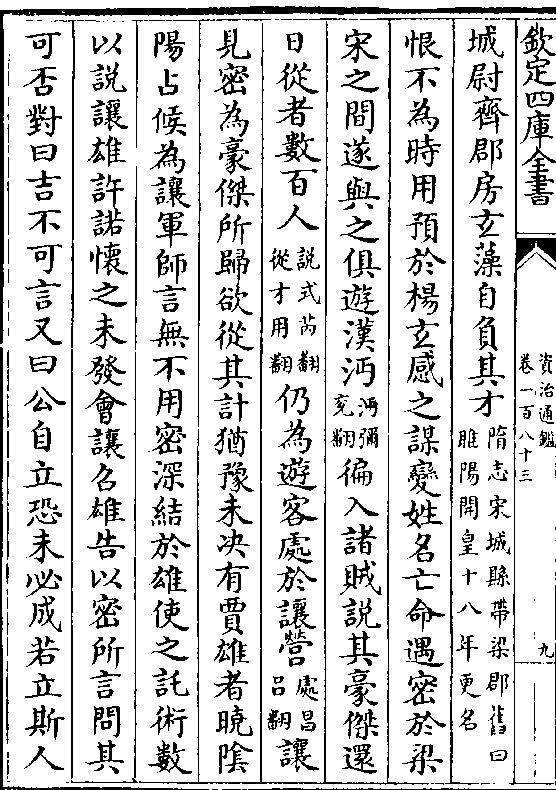 欽定四庫全書
資治通鑑
卷一百八十三
九
城尉齊郡房玄藻自負其才
隋志宋城縣帶梁郡舊曰
睢陽開皇十八年更名
恨不為時用預於楊玄感之謀變姓名亡命遇密於梁
宋之間遂與之俱遊漢沔
沔彌
兖翻
徧入諸賊說其豪傑還
日從者數百人
說式芮翻
從才用翻
仍為遊客處於讓營
處昌
呂翻
讓
見密為豪傑所歸欲從其計猶豫未決有賈雄者曉陰
陽占候為讓軍師言無不用密深結於雄使之託術數
以說讓雄許諾懷之未發會讓召雄告以密所言問其
可否對曰吉不可言又曰公自立恐未必成若立斯人